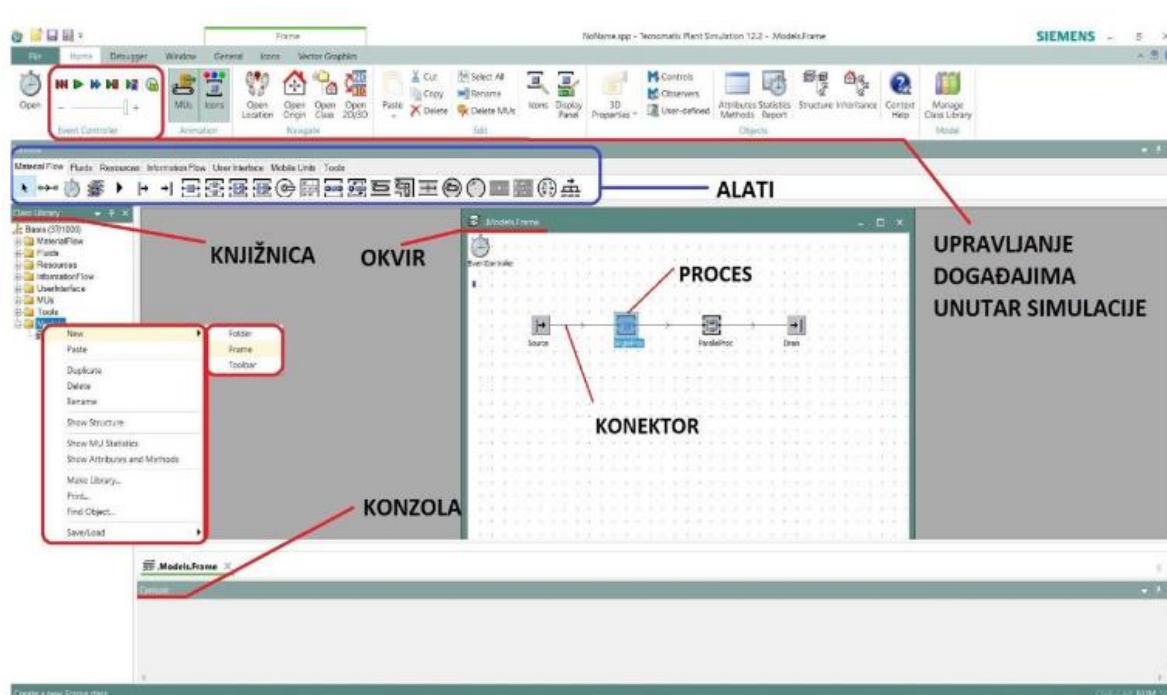 Frame
NoName.spp - Tecnomatix Plant Simulation 12.2 - .Models.Frame
SIEMENS
File Home Debugger Window General Icons Vector Graphics
Open
Event Controller
MUs Icons
Animation
Open Location
Open Origin
Open Class
Open 2D/3D
Navigate
Paste
Cut
Copy
Delete
Select All
Rename
Delete MUs
Icons
Display Panel
Edit
3D Properties
Controls
Observers
User-defined
Attributes Methods
Statistics Report
Structure
Inheritance
Objects
Context Help
Manage Class Library
Model
Material Flow Fluids Resources Information Flow User Interface Mobile Units Tools
ALATI
Class Library
Basis
MaterialFlow
Fluids
Resources
InformationFlow
UserInterface
MUs
Tools
Models
KNJIŽNICA
OKVIR
.Models.Frame
EventController
PROCES
Source
SingleProc
ParallelProc
Drain
KONEKTOR
UPRAVLJANJE
DOGAĐAJIMA
UNUTAR SIMULACIJE
New
Paste
Duplicate
Delete
Rename
Show Structure
Show MU Statistics
Show Attributes and Methods
Make Library...
Print...
Find Object...
Save/Load
Folder
Frame
Toolbar
KONZOLA
.Models.Frame
Console
Create a new Frame class
CAP NUM